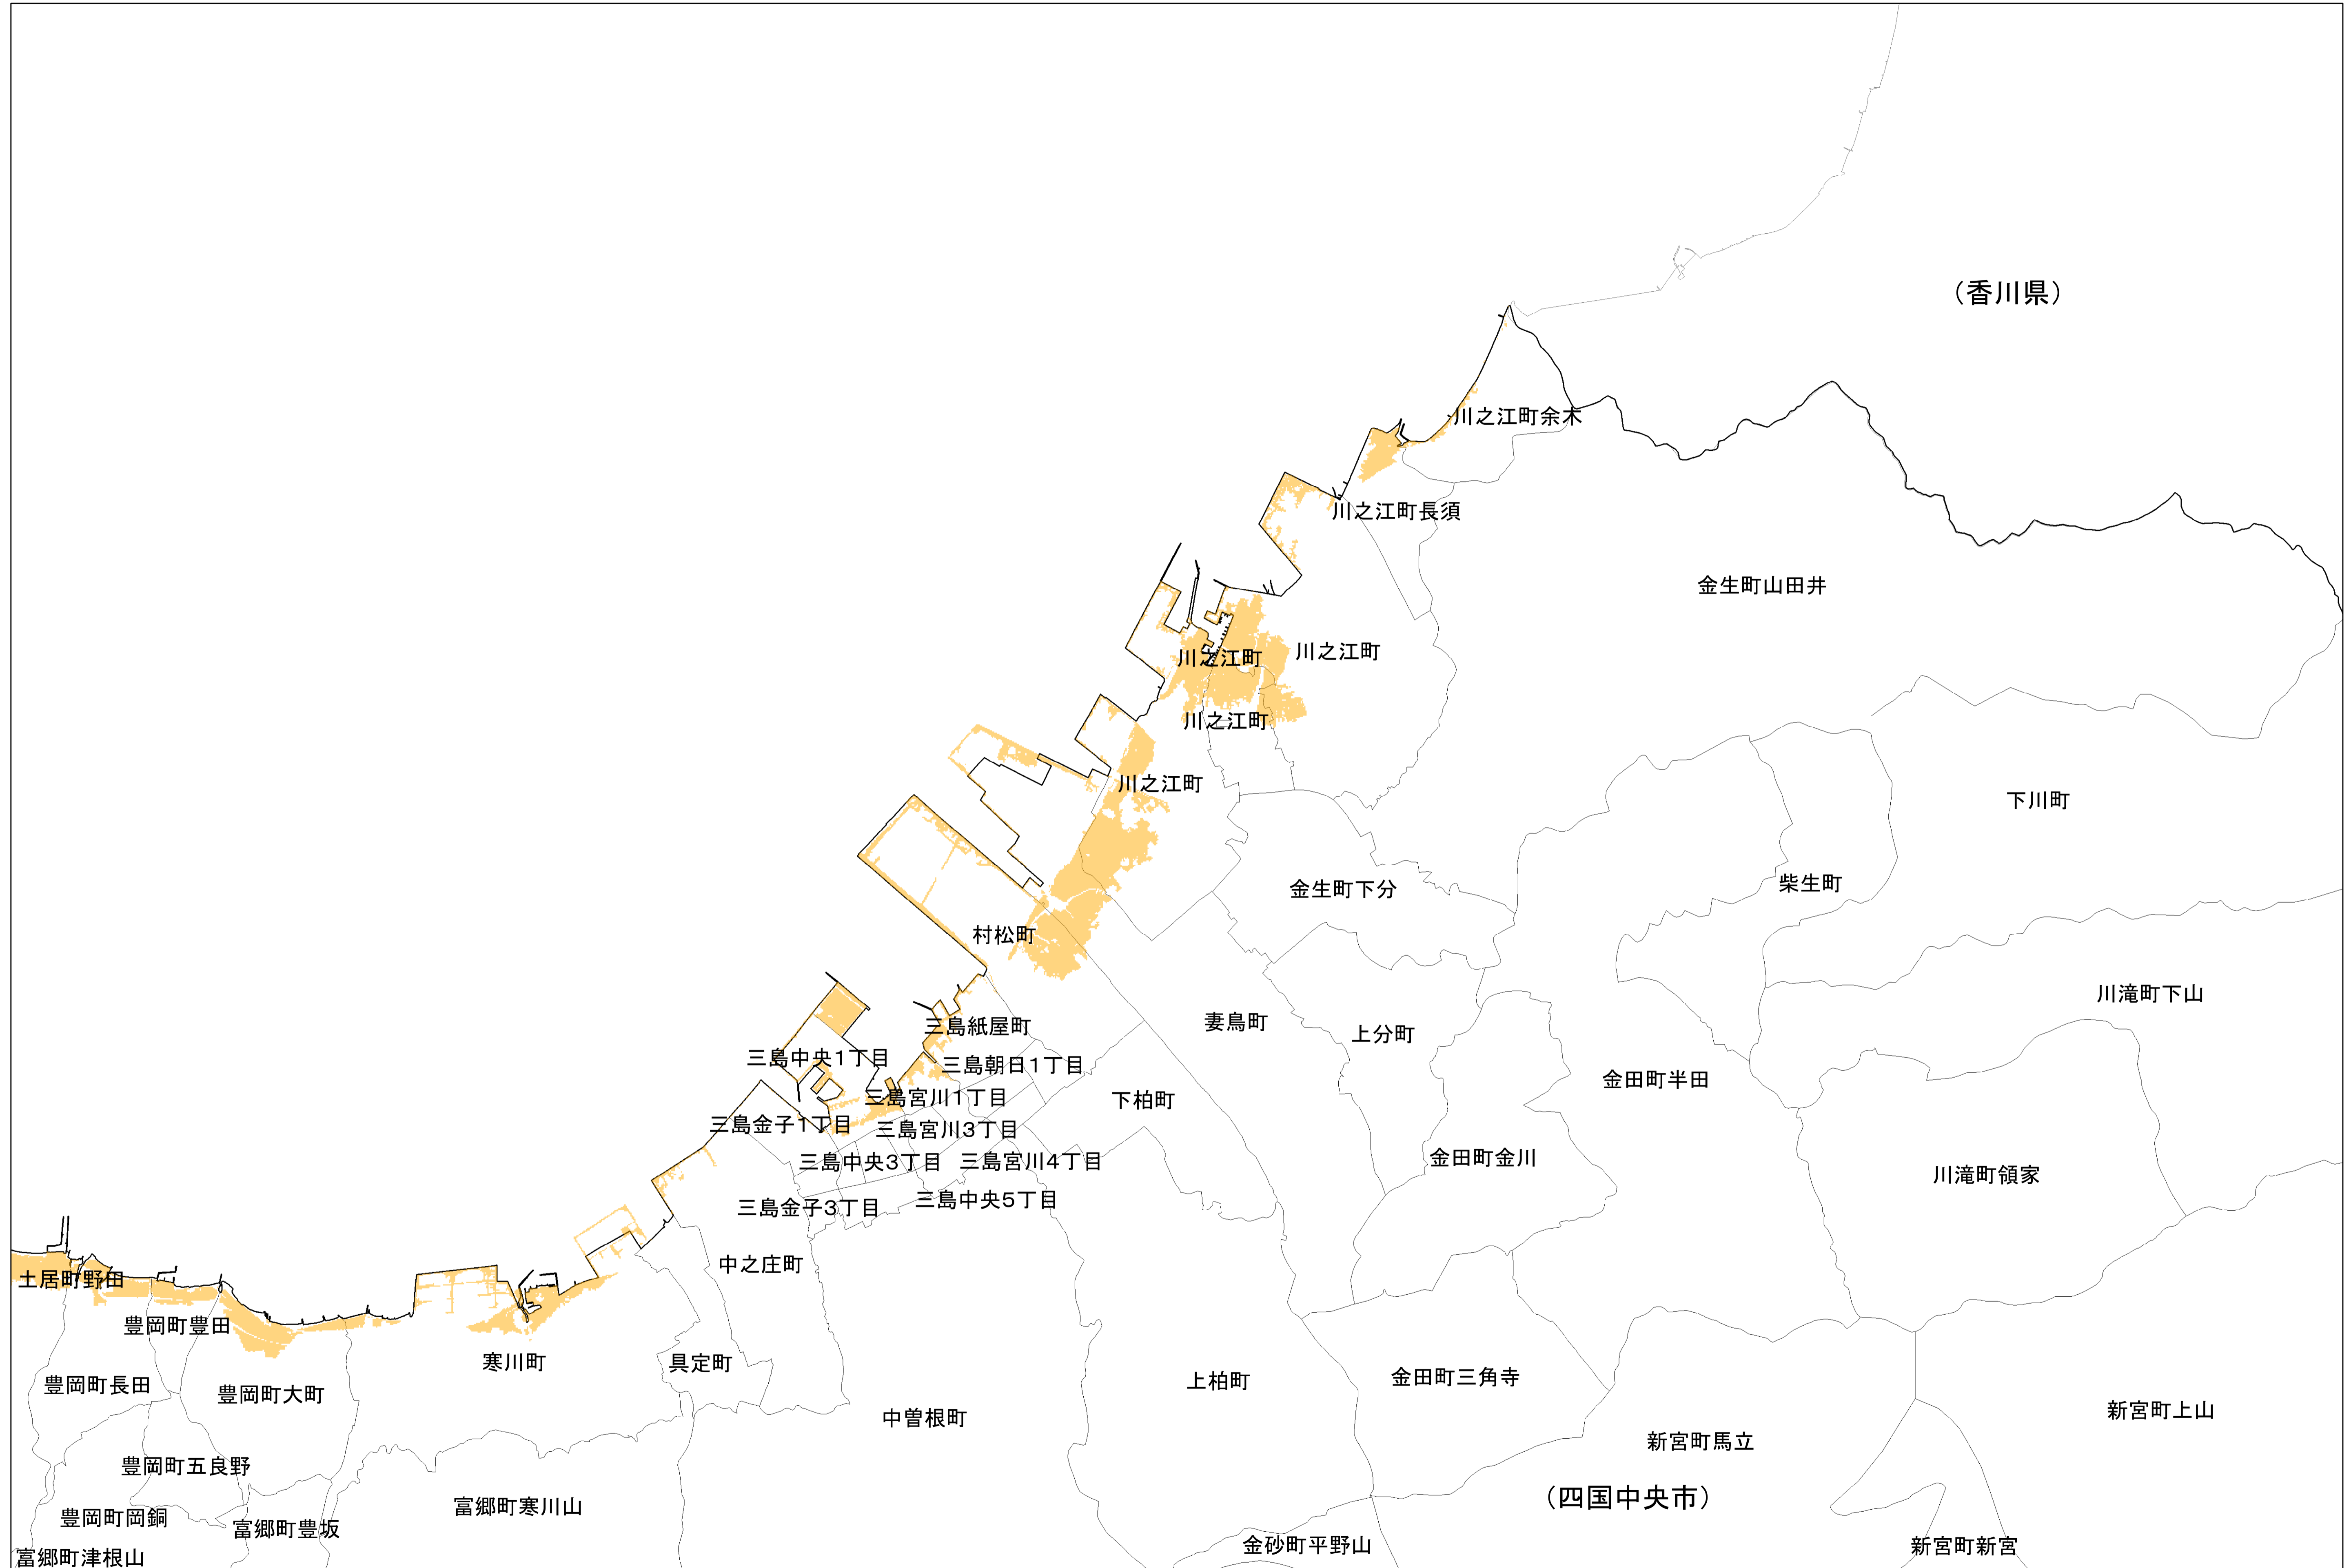 （香川県）
川之江町余木
川之江町長須
金生町山田井
川之江町
川之江町
川之江町
川之江町
下川町
柴生町
金生町下分
村松町
川滝町下山
妻鳥町
三島紙屋町
上分町
三島中央１丁目
三島朝日１丁目
金田町半田
三島宮川１丁目
下柏町
三島金子１丁目
三島宮川３丁目
金田町金川
三島中央３丁目
三島宮川４丁目
川滝町領家
三島中央５丁目
三島金子３丁目
中之庄町
土居町野田
豊岡町豊田
寒川町
具定町
金田町三角寺
上柏町
豊岡町長田
豊岡町大町
新宮町上山
中曽根町
新宮町馬立
豊岡町五良野
（四国中央市）
富郷町寒川山
豊岡町岡銅
富郷町豊坂
金砂町平野山
新宮町新宮
富郷町津根山